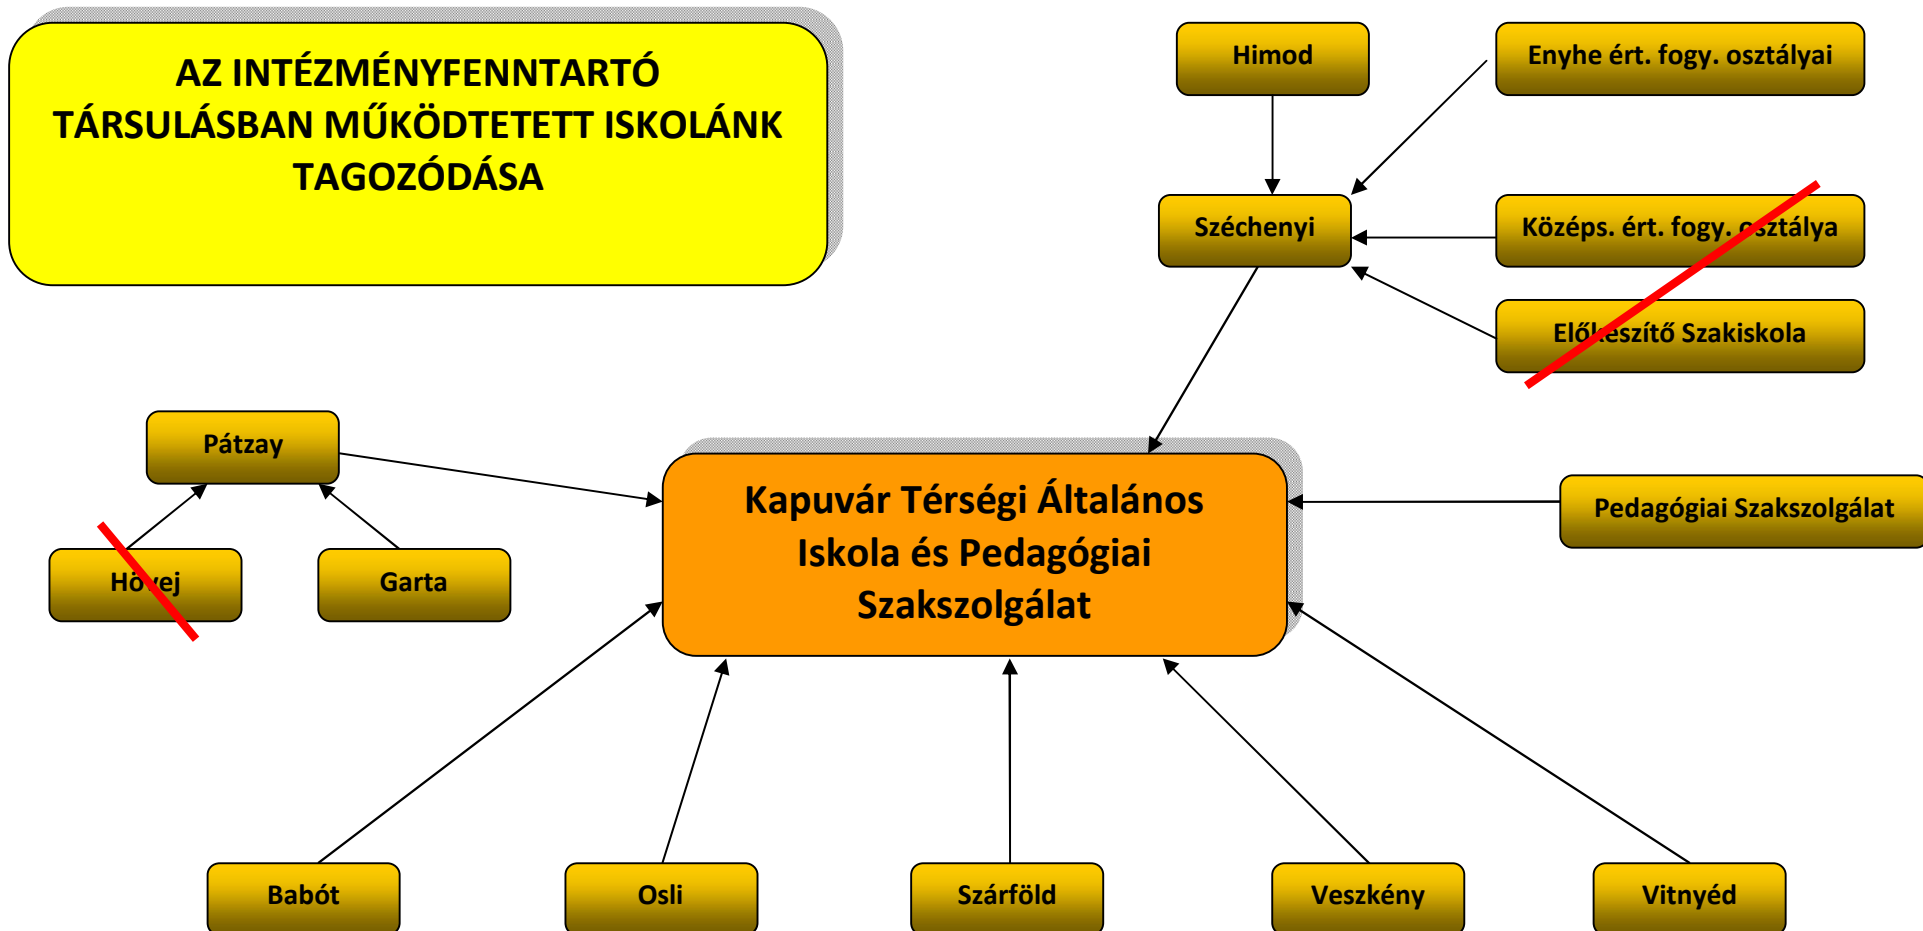 AZ INTÉZMÉNYFENNTARTÓ
TÁRSULÁSBAN MŰKÖDTETETT ISKOLÁNK
TAGOZÓDÁSA
Himod
Enyhe ért. fogy. osztályai
Széchenyi
Középs. ért. fogy. osztálya
Előkészítő Szakiskola
Pátzay
Hövej
Garta
Kapuvár Térségi Általános
Iskola és Pedagógiai
Szakszolgálat
Pedagógiai Szakszolgálat
Babót
Osli
Szárföld
Veszkény
Vitnyéd